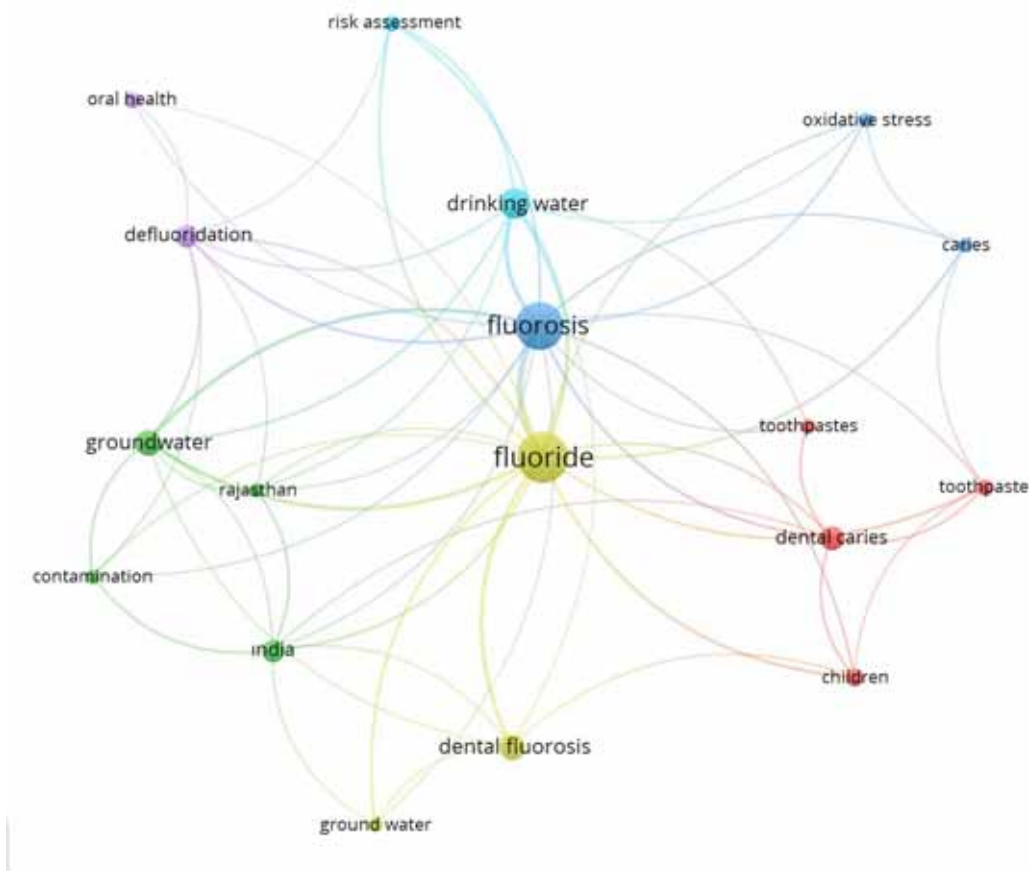 risk assessment
oral health
oxidative stress
drinking water
defluoridation
caries
fluorosis
toothpastes
groundwater
fluoride
rajasthan
toothpaste
dental caries
contamination
india
children
dental fluorosis
ground water